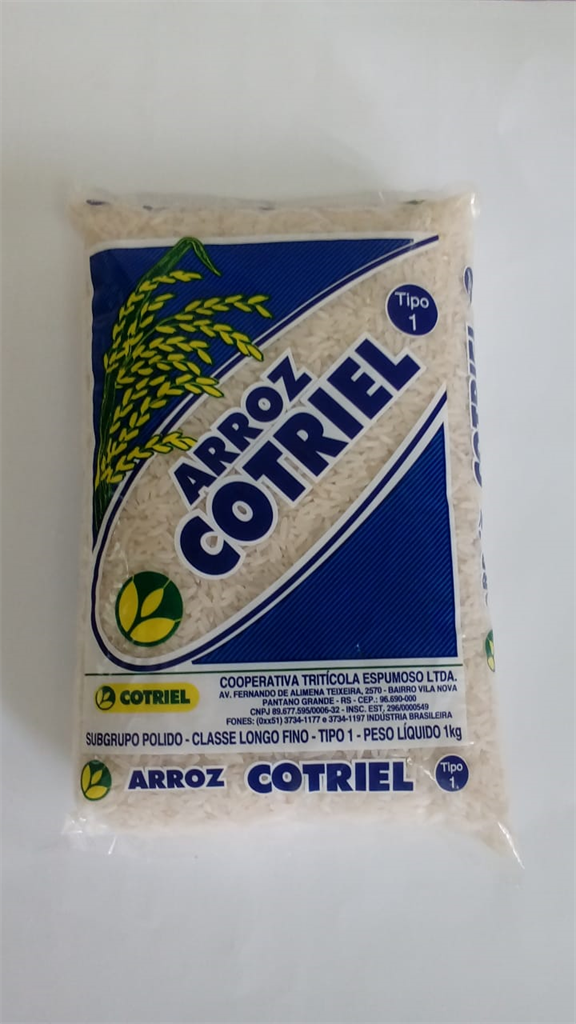 Tipo
1
ARROZ
COTRIEL
COTRIEL
COOPERATIVA TRITÍCOLA ESPUMOSO LTDA.
AV. FERNANDO DE ALIMENA TEIXEIRA, 2570 - BAIRRO VILA NOVA
PANTANO GRANDE - RS - CEP.: 96.690-000
CNPJ 89.677.595/0006-32 - INSC. EST, 296/0000549
FONES: (0xx51) 3734-1177 e 3734-1197 INDÚSTRIA BRASILEIRA
SUBGRUPO POLIDO - CLASSE LONGO FINO - TIPO 1 - PESO LÍQUIDO 1kg
ARROZ COTRIEL Tipo
1.
COTRIEL